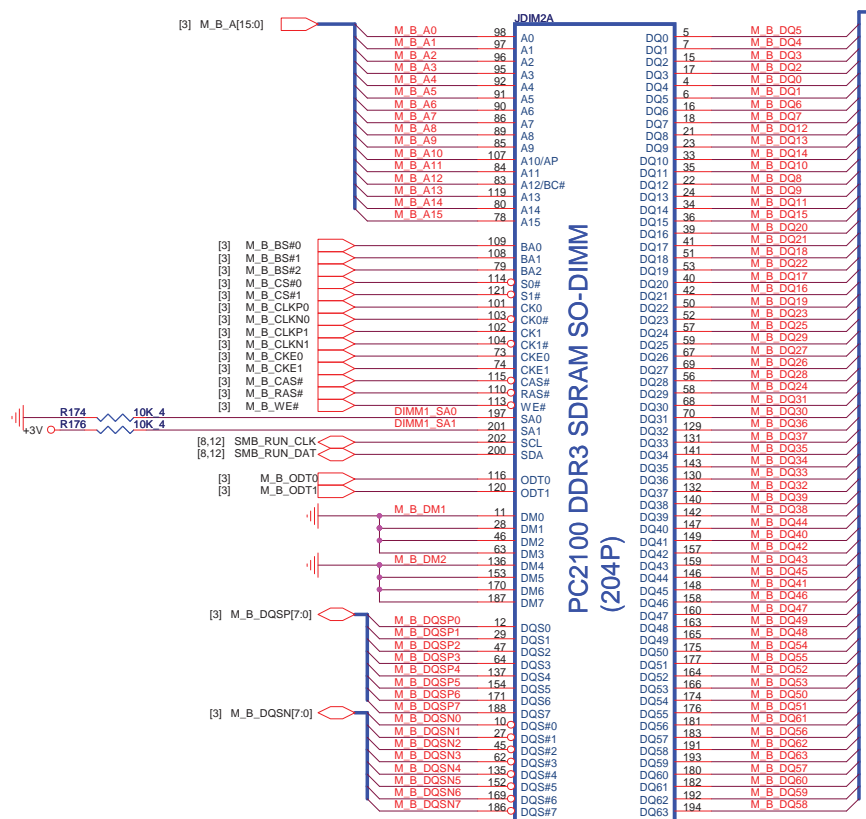 JDIM2A
[3] M_B_A[15:0]
M_B_A0 98 A0
M_B_A1 97 A1
M_B_A2 96 A2
M_B_A3 95 A3
M_B_A4 92 A4
M_B_A5 91 A5
M_B_A6 90 A6
M_B_A7 86 A7
M_B_A8 89 A8
M_B_A9 85 A9
M_B_A10 107 A10/AP
M_B_A11 84 A11
M_B_A12 83 A12/BC#
M_B_A13 119 A13
M_B_A14 80 A14
M_B_A15 78 A15
[3] M_B_BS#0 109 BA0
[3] M_B_BS#1 108 BA1
[3] M_B_BS#2 79 BA2
[3] M_B_CS#0 114 S0#
[3] M_B_CS#1 121 S1#
[3] M_B_CLKP0 101 CK0
[3] M_B_CLKN0 103 CK0#
[3] M_B_CLKP1 102 CK1
[3] M_B_CLKN1 104 CK1#
[3] M_B_CKE0 73 CKE0
[3] M_B_CKE1 74 CKE1
[3] M_B_CAS# 115 CAS#
[3] M_B_RAS# 110 RAS#
[3] M_B_WE# 113 WE#
R174 10K_4 DIMM1_SA0 197 SA0
+3V R176 10K_4 DIMM1_SA1 201 SA1
[8,12] SMB_RUN_CLK 202 SCL
[8,12] SMB_RUN_DAT 200 SDA
[3] M_B_ODT0 116 ODT0
[3] M_B_ODT1 120 ODT1
M_B_DM1 11 DM0
28 DM1
46 DM2
63 DM3
M_B_DM2 136 DM4
153 DM5
170 DM6
187 DM7
[3] M_B_DQSP[7:0]
M_B_DQSP0 12 DQS0
M_B_DQSP1 29 DQS1
M_B_DQSP2 47 DQS2
M_B_DQSP3 64 DQS3
M_B_DQSP4 137 DQS4
M_B_DQSP5 154 DQS5
M_B_DQSP6 171 DQS6
M_B_DQSP7 188 DQS7
[3] M_B_DQSN[7:0]
M_B_DQSN0 10 DQS#0
M_B_DQSN1 27 DQS#1
M_B_DQSN2 45 DQS#2
M_B_DQSN3 62 DQS#3
M_B_DQSN4 135 DQS#4
M_B_DQSN5 152 DQS#5
M_B_DQSN6 169 DQS#6
M_B_DQSN7 186 DQS#7
PC2100 DDR3 SDRAM SO-DIMM
(204P)
DQ0 5 M_B_DQ5
DQ1 7 M_B_DQ4
DQ2 15 M_B_DQ3
DQ3 17 M_B_DQ2
DQ4 4 M_B_DQ0
DQ5 6 M_B_DQ1
DQ6 16 M_B_DQ6
DQ7 18 M_B_DQ7
DQ8 21 M_B_DQ12
DQ9 23 M_B_DQ13
DQ10 33 M_B_DQ14
DQ11 35 M_B_DQ10
DQ12 22 M_B_DQ8
DQ13 24 M_B_DQ9
DQ14 34 M_B_DQ11
DQ15 36 M_B_DQ15
DQ16 39 M_B_DQ20
DQ17 41 M_B_DQ21
DQ18 51 M_B_DQ18
DQ19 53 M_B_DQ22
DQ20 40 M_B_DQ17
DQ21 42 M_B_DQ16
DQ22 50 M_B_DQ19
DQ23 52 M_B_DQ23
DQ24 57 M_B_DQ25
DQ25 59 M_B_DQ29
DQ26 67 M_B_DQ27
DQ27 69 M_B_DQ26
DQ28 56 M_B_DQ28
DQ29 58 M_B_DQ24
DQ30 68 M_B_DQ31
DQ31 70 M_B_DQ30
DQ32 129 M_B_DQ36
DQ33 131 M_B_DQ37
DQ34 141 M_B_DQ35
DQ35 143 M_B_DQ34
DQ36 130 M_B_DQ33
DQ37 132 M_B_DQ32
DQ38 140 M_B_DQ39
DQ39 142 M_B_DQ38
DQ40 147 M_B_DQ44
DQ41 149 M_B_DQ40
DQ42 157 M_B_DQ42
DQ43 159 M_B_DQ43
DQ44 146 M_B_DQ45
DQ45 148 M_B_DQ41
DQ46 158 M_B_DQ46
DQ47 160 M_B_DQ47
DQ48 163 M_B_DQ49
DQ49 165 M_B_DQ48
DQ50 175 M_B_DQ54
DQ51 177 M_B_DQ55
DQ52 164 M_B_DQ52
DQ53 166 M_B_DQ53
DQ54 174 M_B_DQ50
DQ55 176 M_B_DQ51
DQ56 181 M_B_DQ61
DQ57 183 M_B_DQ56
DQ58 191 M_B_DQ62
DQ59 193 M_B_DQ63
DQ60 180 M_B_DQ57
DQ61 182 M_B_DQ60
DQ62 192 M_B_DQ59
DQ63 194 M_B_DQ58